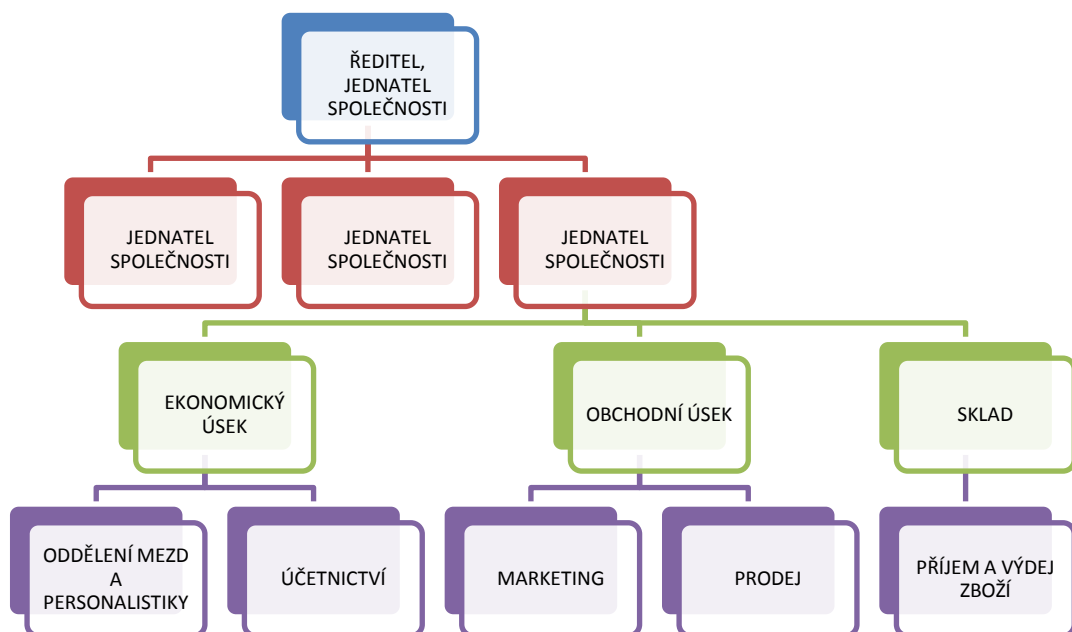 ŘEDITEL,
JEDNATEL
SPOLEČNOSTI
JEDNATEL
SPOLEČNOSTI
JEDNATEL
SPOLEČNOSTI
JEDNATEL
SPOLEČNOSTI
EKONOMICKÝ
ÚSEK
OBCHODNÍ ÚSEK
SKLAD
ODDĚLENÍ MEZD
A
PERSONALISTIKY
ÚČETNICTVÍ
MARKETING
PRODEJ
PŘÍJEM A VÝDEJ
ZBOŽÍ